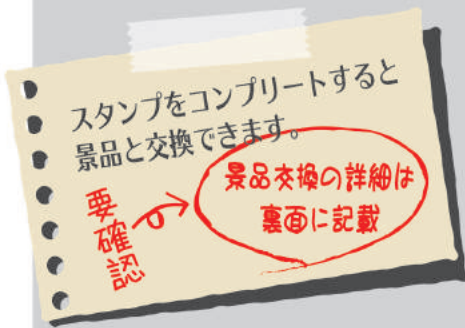 スタンプをコンプリートすると
景品と交換できます。
景品交換の詳細は
裏面に記載
要確認